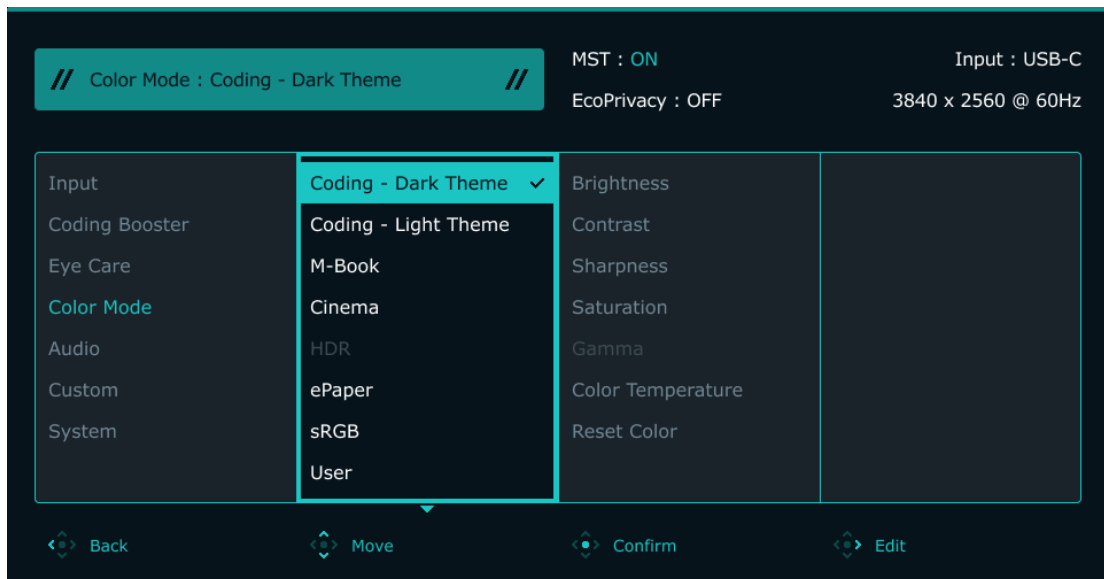 // Color Mode : Coding - Dark Theme //
MST : ON
Input : USB-C
EcoPrivacy : OFF
3840 x 2560 @ 60Hz
Input
Coding Booster
Eye Care
Color Mode
Audio
Custom
System
Coding - Dark Theme
Coding - Light Theme
M-Book
Cinema
HDR
ePaper
sRGB
User
Brightness
Contrast
Sharpness
Saturation
Gamma
Color Temperature
Reset Color
Back
Move
Confirm
Edit